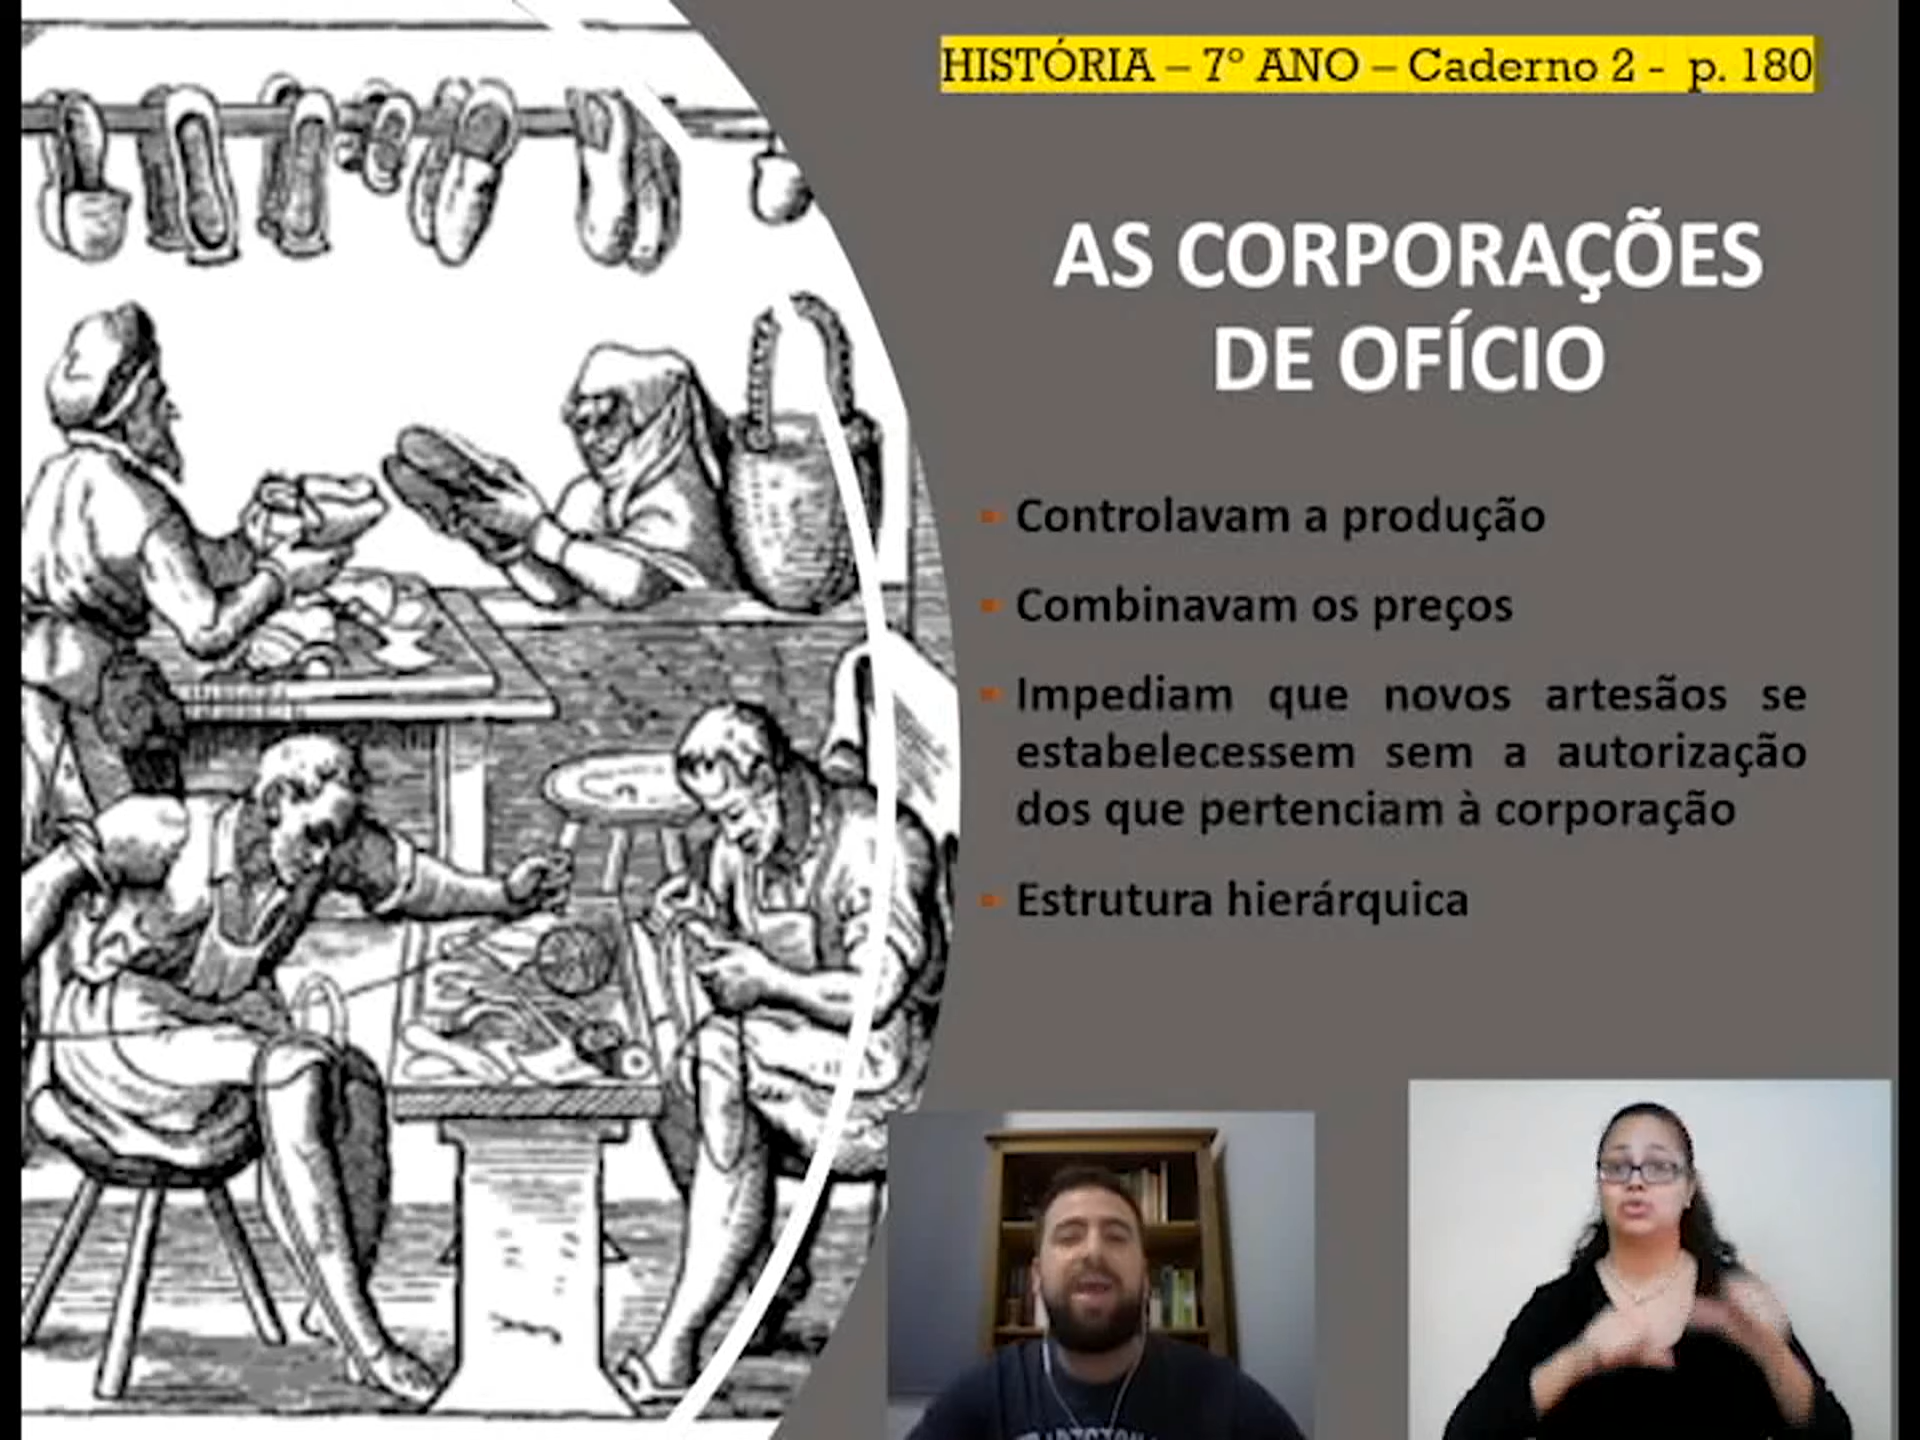 HISTÓRIA – 7º ANO – Caderno 2 - p. 180
AS CORPORAÇÕES
DE OFÍCIO
Controlavam a produção
Combinavam os preços
Impediam que novos artesãos se
estabelecessem sem a autorização
dos que pertenciam à corporação
Estrutura hierárquica